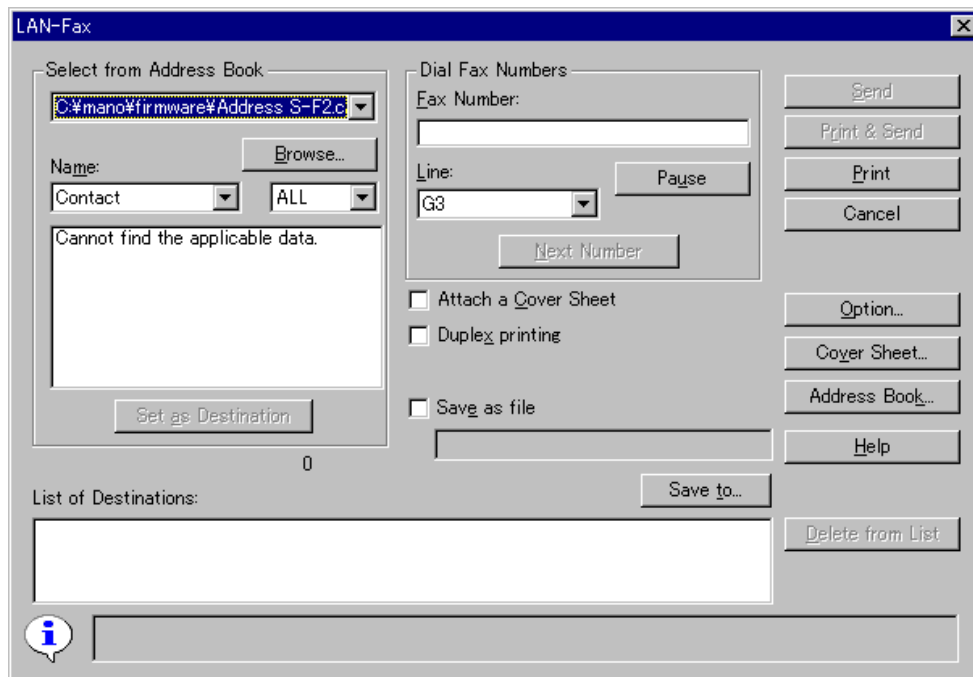 LAN-Fax
Select from Address Book
C:¥mano¥firmware¥Address S-F2.c
Browse...
Name:
Contact
ALL
Cannot find the applicable data.
Set as Destination
0
Dial Fax Numbers
Fax Number:
Line:
Pause
G3
Next Number
Attach a Cover Sheet
Duplex printing
Save as file
Save to...
Send
Print & Send
Print
Cancel
Option...
Cover Sheet...
Address Book...
Help
List of Destinations:
Delete from List